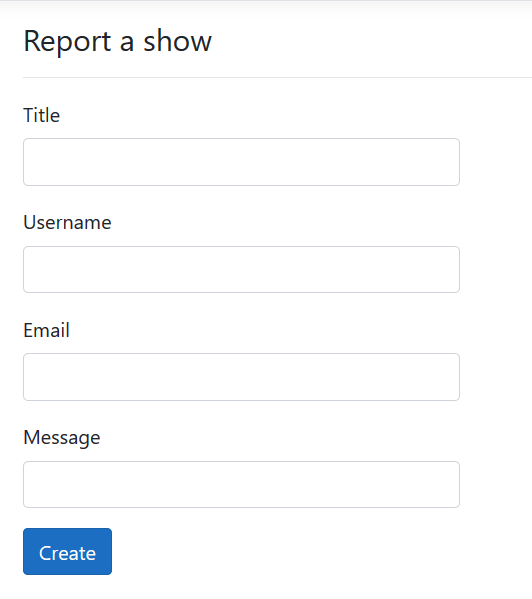 Report a show
Title
Username
Email
Message
Create